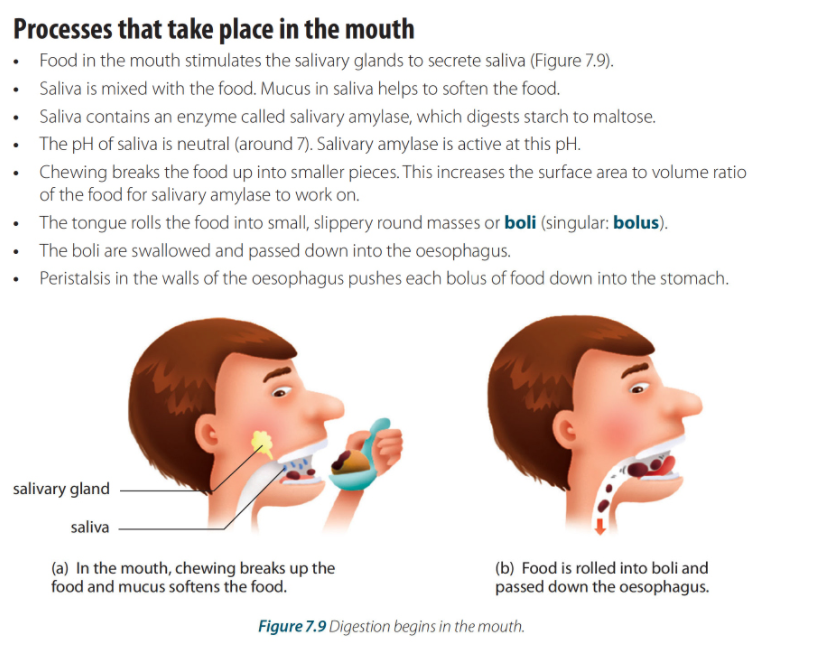 Processes that take place in the mouth
• Food in the mouth stimulates the salivary glands to secrete saliva (Figure 7.9).
• Saliva is mixed with the food. Mucus in saliva helps to soften the food.
• Saliva contains an enzyme called salivary amylase, which digests starch to maltose.
• The pH of saliva is neutral (around 7). Salivary amylase is active at this pH.
• Chewing breaks the food up into smaller pieces. This increases the surface area to volume ratio
of the food for salivary amylase to work on.
• The tongue rolls the food into small, slippery round masses or boli (singular: bolus).
• The boli are swallowed and passed down into the oesophagus.
• Peristalsis in the walls of the oesophagus pushes each bolus of food down into the stomach.
salivary gland
saliva
(a) In the mouth, chewing breaks up the
food and mucus softens the food.
(b) Food is rolled into boli and
passed down the oesophagus.
Figure 7.9 Digestion begins in the mouth.